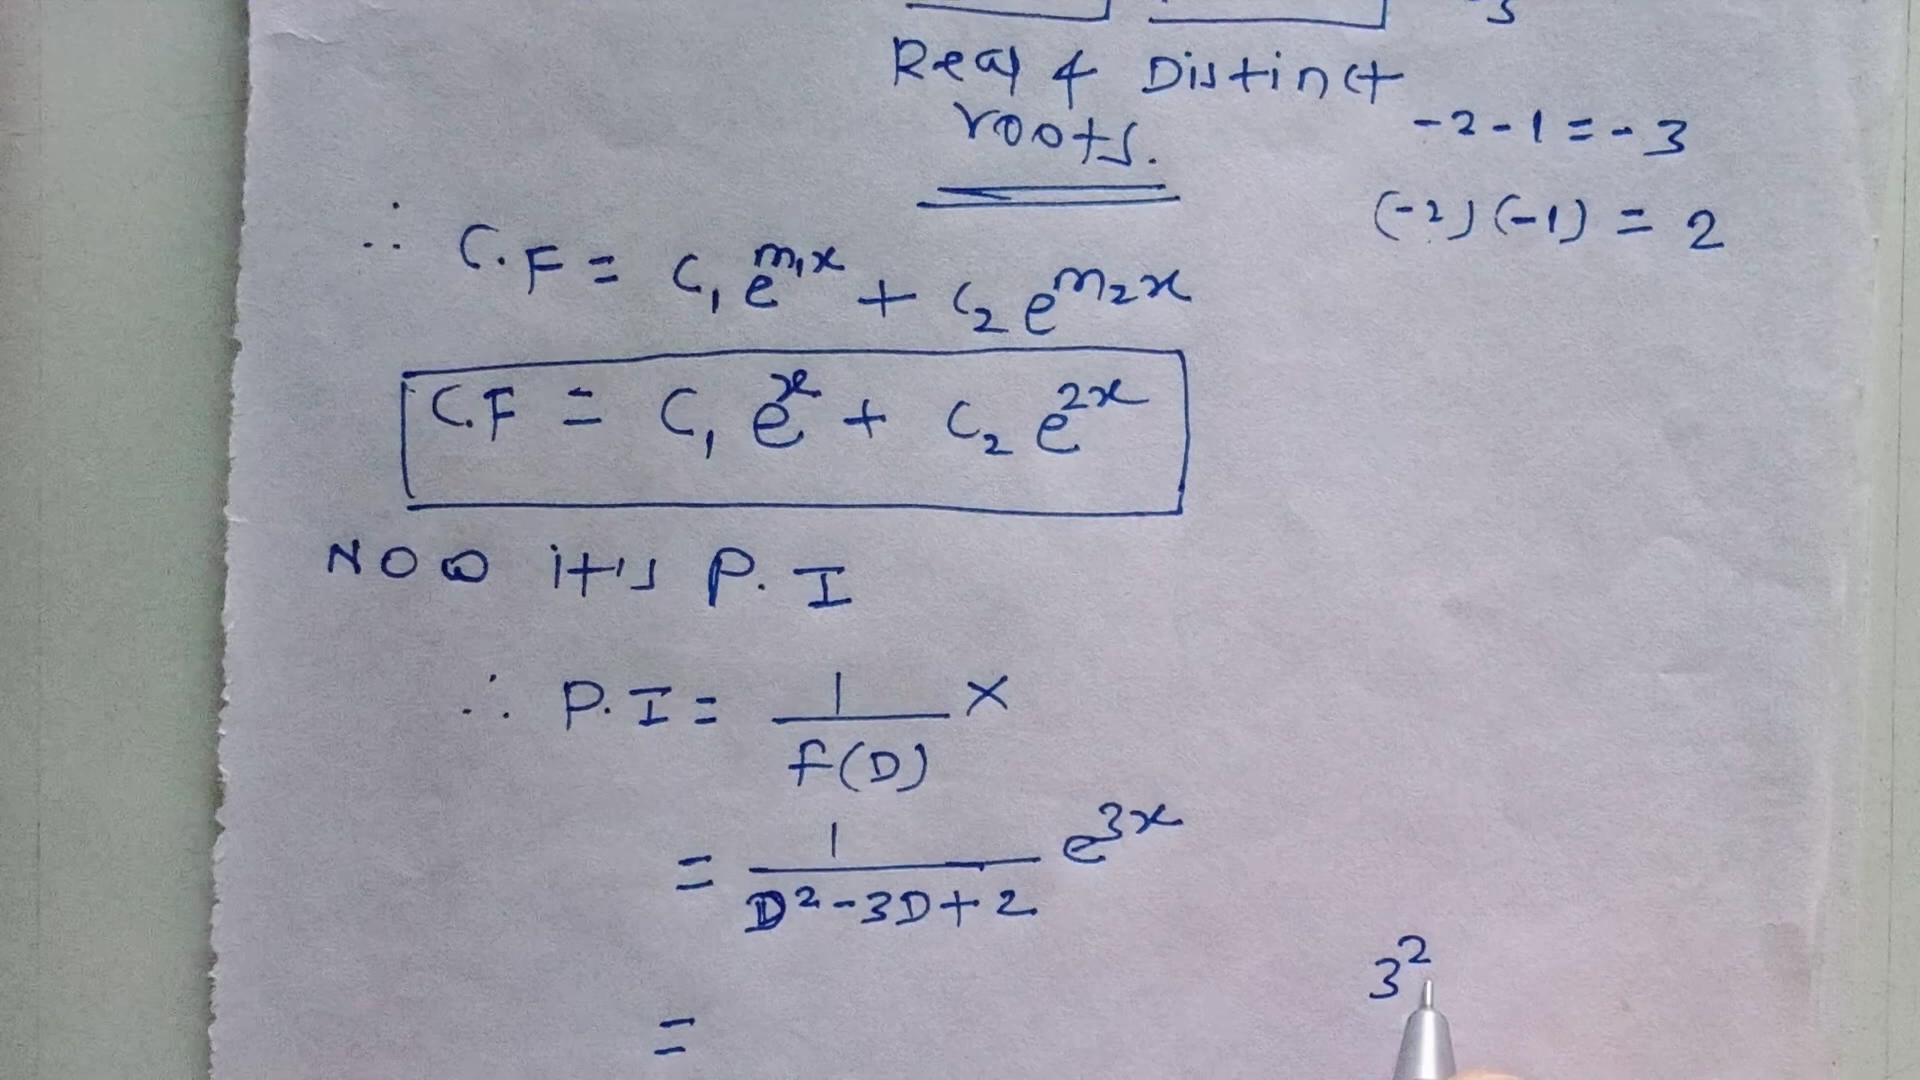 Real & Distinct
roots.
-2-1=-3
(-2)(-1) = 2
∴ C.F = C₁e^{m₁x} + C₂e^{m₂x}
C.F = C₁e^{x} + C₂e^{2x}
NOW it's P.I
∴ P.I = 1/f(D) X
= 1/(D²-3D+2) e^{3x}
3²
=